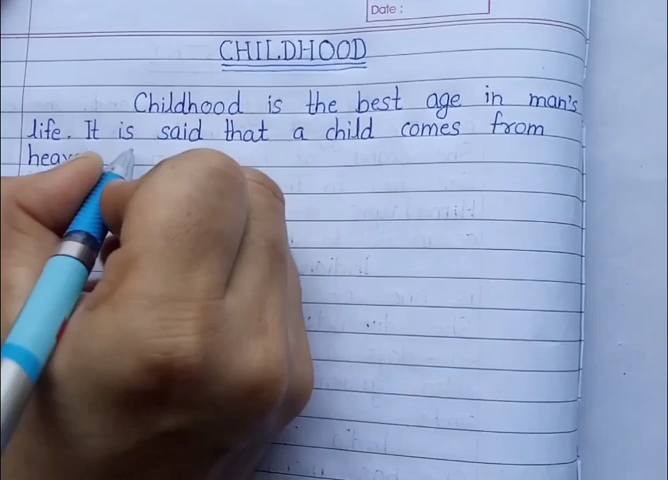 Date :
CHILDHOOD
Childhood is the best age in man's
life. It is said that a child comes from